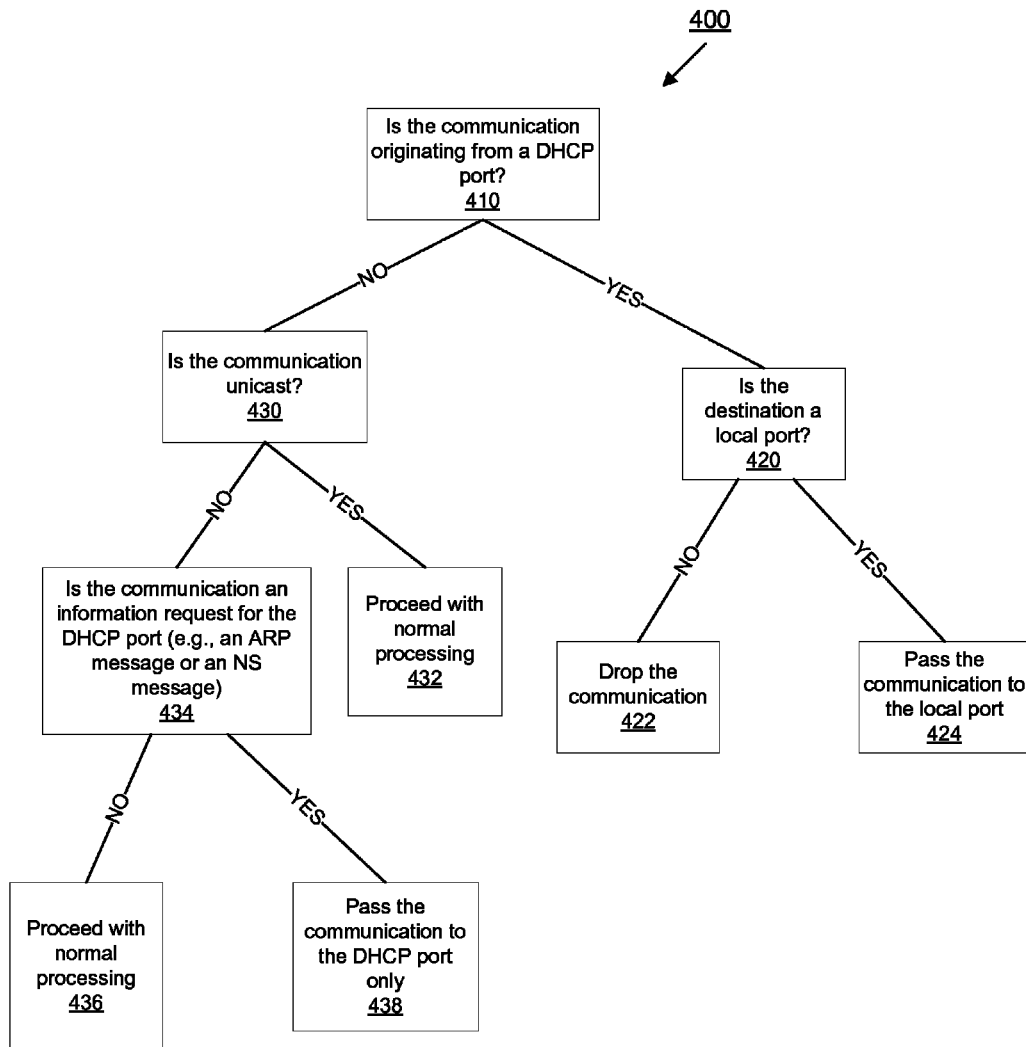 400
Is the communication
originating from a DHCP
port?
410
NO
YES
Is the communication
unicast?
430
Is the
destination a
local port?
420
NO
YES
NO
YES
Is the communication an
information request for the
DHCP port (e.g., an ARP
message or an NS
message)
434
Proceed with
normal
processing
432
Drop the
communication
422
Pass the
communication to
the local port
424
NO
YES
Proceed with
normal
processing
436
Pass the
communication to
the DHCP port
only
438